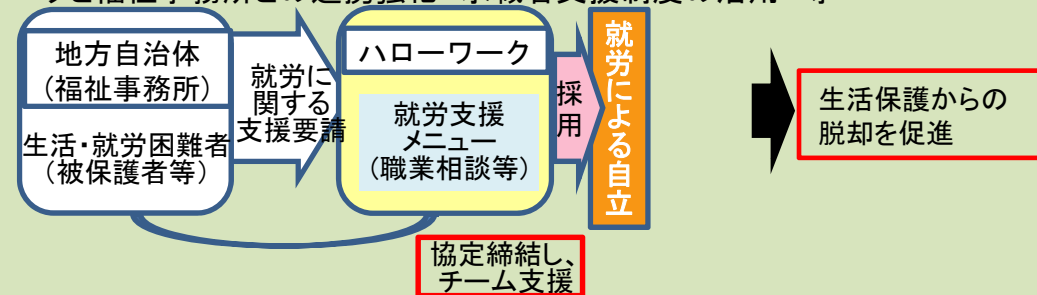 地方自治体
（福祉事務所）
生活・就労困難者
（被保護者等）
就労に
関する
支援要請
ハローワーク
就労支援
メニュー
（職業相談等）
採用
就労による自立
生活保護からの
脱却を促進
協定締結し、
チーム支援